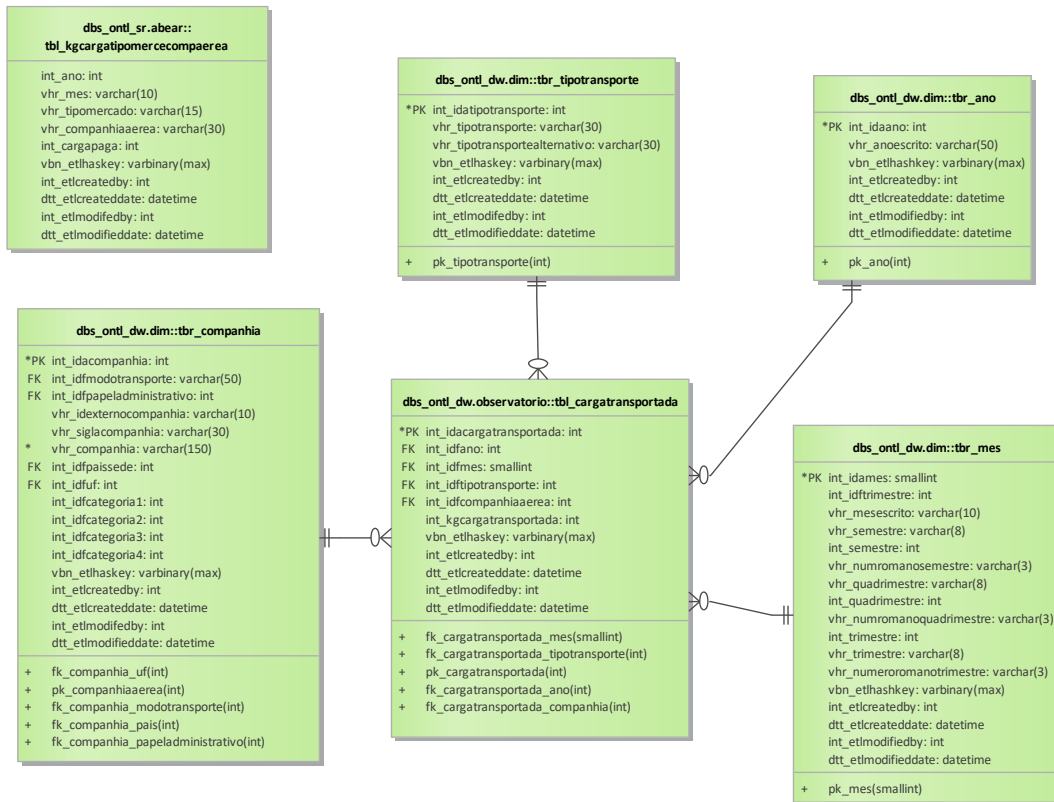 dbs_ontl_sr.abear::
tbl_kgcargatipomercecompaerea
int_ano: int
vhr_mes: varchar(10)
vhr_tipomercado: varchar(15)
vhr_companhiaaerea: varchar(30)
int_cargapaga: int
vbn_etlhaskey: varbinary(max)
int_etlcreatedby: int
dtt_etlcreateddate: datetime
int_etlmodifedby: int
dtt_etlmodifieddate: datetime
dbs_ontl_dw.dim::tbr_tipotransporte
*PK int_idatipotransporte: int
vhr_tipotransporte: varchar(30)
vhr_tipotransportealternativo: varchar(30)
vbn_etlhaskey: varbinary(max)
int_etlcreatedby: int
dtt_etlcreateddate: datetime
int_etlmodifedby: int
dtt_etlmodifieddate: datetime
+ pk_tipotransporte(int)
dbs_ontl_dw.dim::tbr_ano
*PK int_idaano: int
vhr_anoescrito: varchar(50)
vbn_etlhashkey: varbinary(max)
int_etlcreatedby: int
dtt_etlcreateddate: datetime
int_etlmodifiedby: int
dtt_etlmodifieddate: datetime
+ pk_ano(int)
dbs_ontl_dw.dim::tbr_companhia
*PK int_idacompanhia: int
FK int_idfmodotransporte: varchar(50)
FK int_idfpapeladministrativo: int
vhr_idexternocompanhia: varchar(10)
vhr_siglacompanhia: varchar(30)
* vhr_companhia: varchar(150)
FK int_idfpaissede: int
FK int_idfuf: int
int_idfcategoria1: int
int_idfcategoria2: int
int_idfcategoria3: int
int_idfcategoria4: int
vbn_etlhaskey: varbinary(max)
int_etlcreatedby: int
dtt_etlcreateddate: datetime
int_etlmodifedby: int
dtt_etlmodifieddate: datetime
+ fk_companhia_uf(int)
+ pk_companhiaaerea(int)
+ fk_companhia_modotransporte(int)
+ fk_companhia_pais(int)
+ fk_companhia_papeladministrativo(int)
dbs_ontl_dw.observatorio::tbl_cargatransportada
*PK int_idacargatransportada: int
FK int_idfano: int
FK int_idfmes: smallint
FK int_idftipotransporte: int
FK int_idfcompanhiaaerea: int
int_kgcargatransportada: int
vbn_etlhaskey: varbinary(max)
int_etlcreatedby: int
dtt_etlcreateddate: datetime
int_etlmodifedby: int
dtt_etlmodifieddate: datetime
+ fk_cargatransportada_mes(smallint)
+ fk_cargatransportada_tipotransporte(int)
+ pk_cargatransportada(int)
+ fk_cargatransportada_ano(int)
+ fk_cargatransportada_companhia(int)
dbs_ontl_dw.dim::tbr_mes
*PK int_idames: smallint
int_idftrimestre: int
vhr_mesescrito: varchar(10)
vhr_semestre: varchar(8)
int_semestre: int
vhr_numromanosemestre: varchar(3)
vhr_quadrimestre: varchar(8)
int_quadrimestre: int
vhr_numromanoquadrimestre: varchar(3)
int_trimestre: int
vhr_trimestre: varchar(8)
vhr_numeroromanotrimestre: varchar(3)
vbn_etlhashkey: varbinary(max)
int_etlcreatedby: int
dtt_etlcreateddate: datetime
int_etlmodifiedby: int
dtt_etlmodifieddate: datetime
+ pk_mes(smallint)